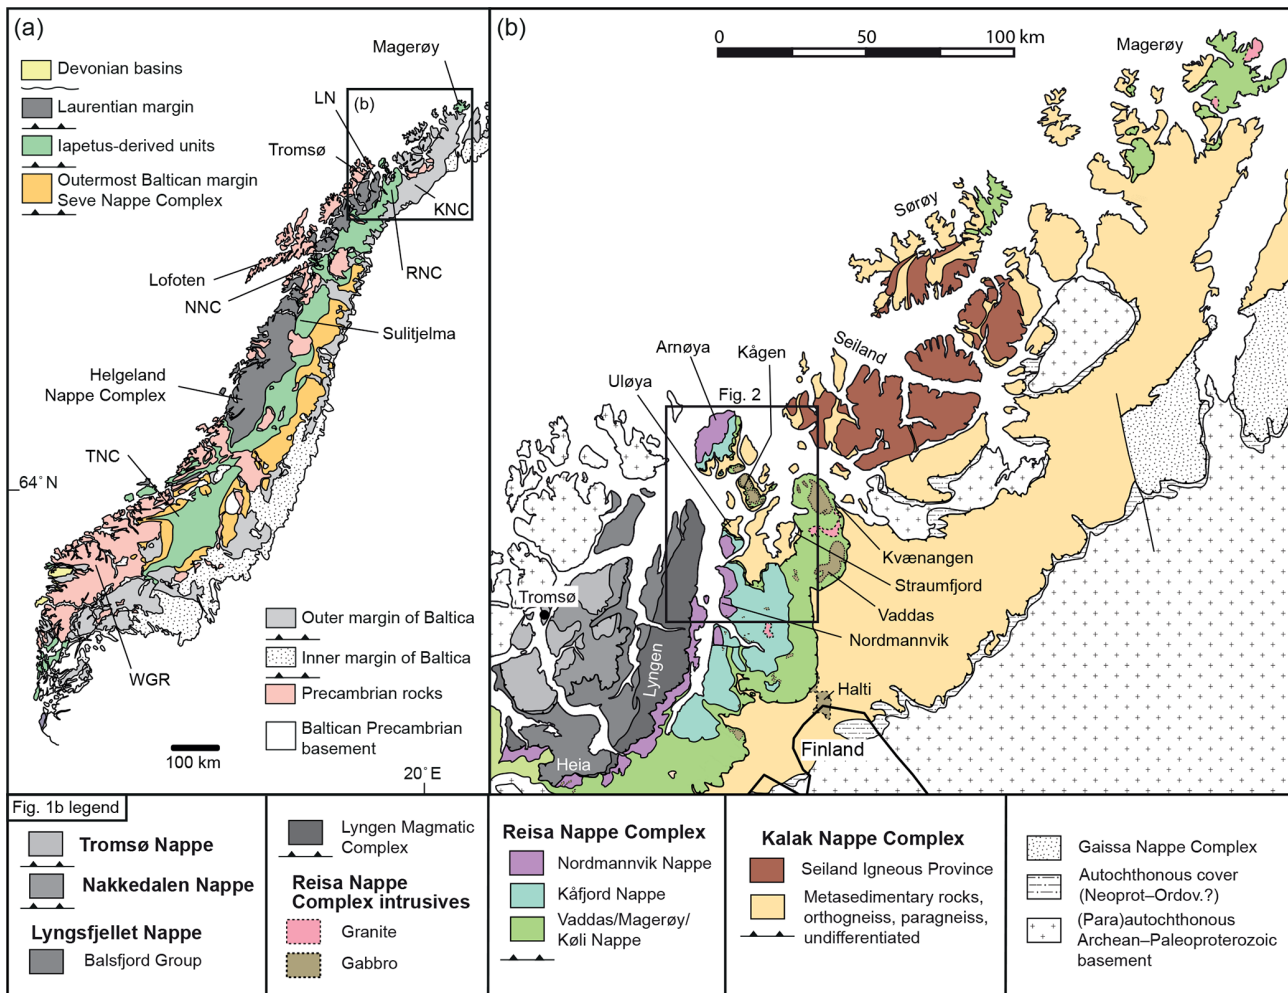 (a)
Devonian basins
Laurentian margin
Iapetus-derived units
Outermost Baltican margin
Seve Nappe Complex
Magerøy
LN
(b)
Tromsø
KNC
RNC
Lofoten
NNC
Sulitjelma
Helgeland
Nappe Complex
TNC
64˚ N
WGR
Outer margin of Baltica
Inner margin of Baltica
Precambrian rocks
Baltican Precambrian
basement
100 km
20˚ E
(b)
0 50 100 km
Magerøy
Sørøy
Seiland
Arnøya
Kågen
Uløya
Fig. 2
Kvænangen
Straumfjord
Vaddas
Nordmannvik
Tromsø
Lyngen
Halti
Heia
Finland
Fig. 1b legend
Tromsø Nappe
Nakkedalen Nappe
Lyngsfjellet Nappe
Balsfjord Group
Lyngen Magmatic
Complex
Reisa Nappe
Complex intrusives
Granite
Gabbro
Reisa Nappe Complex
Nordmannvik Nappe
Kåfjord Nappe
Vaddas/Magerøy/
Køli Nappe
Kalak Nappe Complex
Seiland Igneous Province
Metasedimentary rocks,
orthogneiss, paragneiss,
undifferentiated
Gaissa Nappe Complex
Autochthonous cover
(Neoprot–Ordov.?)
(Para)autochthonous
Archean–Paleoproterozoic
basement